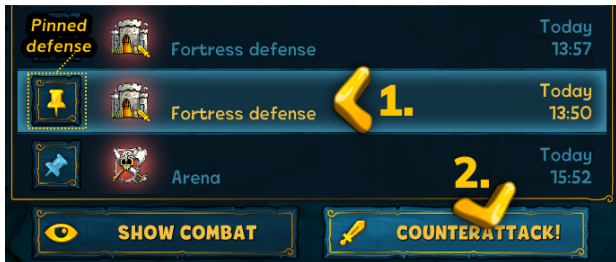 Pinned
defense
Fortress defense
Today
13:57
Fortress defense
1.
Today
13:50
Arena
2.
Today
15:52
SHOW COMBAT
COUNTERATTACK!